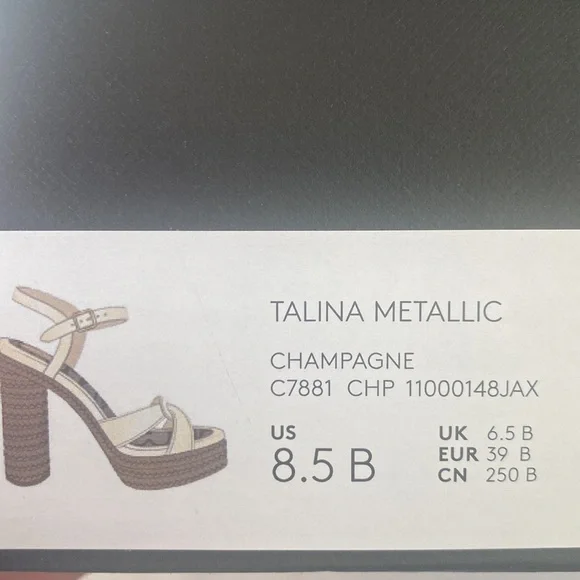 TALINA METALLIC
CHAMPAGNE
C7881 CHP 11000148JAX
US
8.5 B
UK 6.5 B
EUR 39 B
CN 250 B